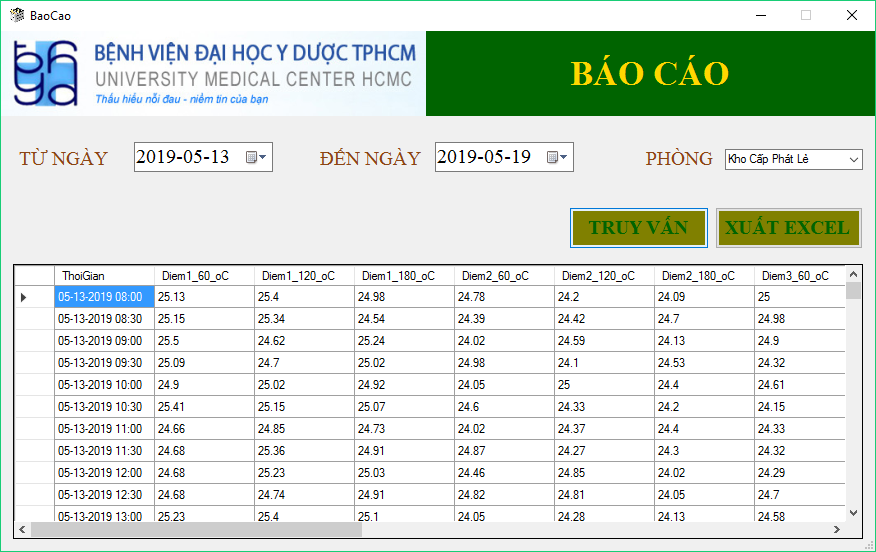 BaoCao
BỆNH VIỆN ĐẠI HỌC Y DƯỢC TPHCM
UNIVERSITY MEDICAL CENTER HCMC
Thấu hiểu nỗi đau - niềm tin của bạn
BÁO CÁO
TỪ NGÀY 2019-05-13 ĐẾN NGÀY 2019-05-19 PHÒNG Kho Cấp Phát Lẻ
TRUY VẤN XUẤT EXCEL
ThoiGian Diem1_60_oC Diem1_120_oC Diem1_180_oC Diem2_60_oC Diem2_120_oC Diem2_180_oC Diem3_60_oC
05-13-2019 08:00 25.13 25.4 24.98 24.78 24.2 24.09 25
05-13-2019 08:30 25.15 25.34 24.54 24.39 24.42 24.7 24.98
05-13-2019 09:00 25.5 24.62 25.24 24.02 24.59 24.13 24.9
05-13-2019 09:30 25.09 24.7 25.02 24.98 24.1 24.53 24.32
05-13-2019 10:00 24.9 25.02 24.92 24.05 25 24.4 24.61
05-13-2019 10:30 25.41 25.15 25.07 24.6 24.33 24.2 24.15
05-13-2019 11:00 24.66 24.85 24.73 24.02 24.37 24.4 24.33
05-13-2019 11:30 24.68 25.36 24.91 24.87 24.27 24.3 24.32
05-13-2019 12:00 24.68 25.23 25.03 24.46 24.85 24.02 24.29
05-13-2019 12:30 24.68 24.74 24.91 24.82 24.81 24.05 24.7
05-13-2019 13:00 25.23 25.4 25.1 24.05 24.28 24.13 24.58